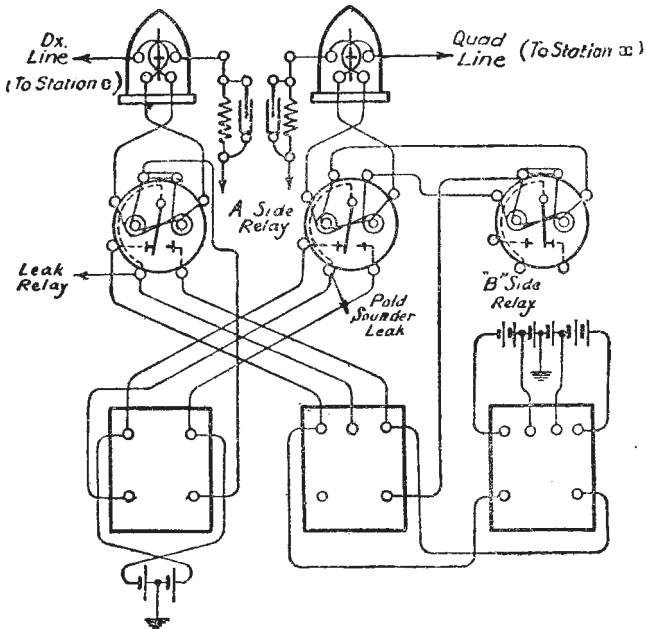 Dx.
Line
(To Station
Quad
Line
(To Station x)
A Side
Relay
Leak
Relay
Pold
Sounder
Leak
"B" Side
Relay